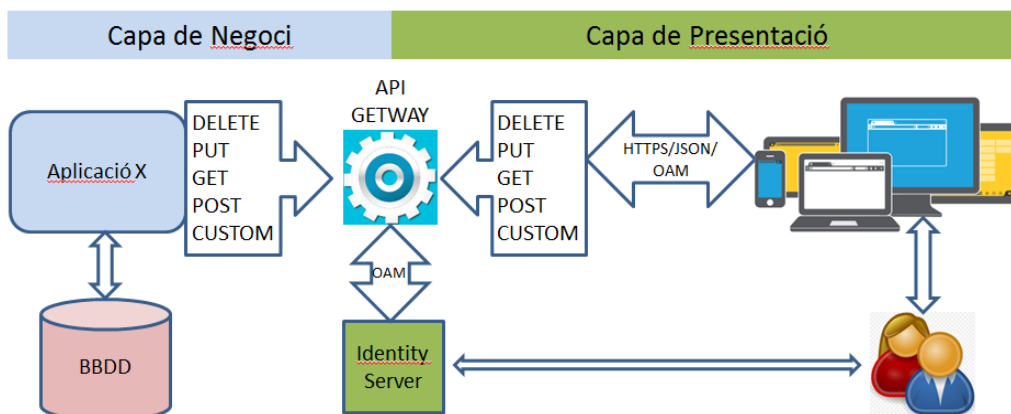 Capa de Negoci
Capa de Presentació
API
GETWAY
DELETE
PUT
GET
POST
CUSTOM
Aplicació X
DELETE
PUT
GET
POST
CUSTOM
HTTPS/JSON/
OAM
OAM
BBDD
Identity
Server